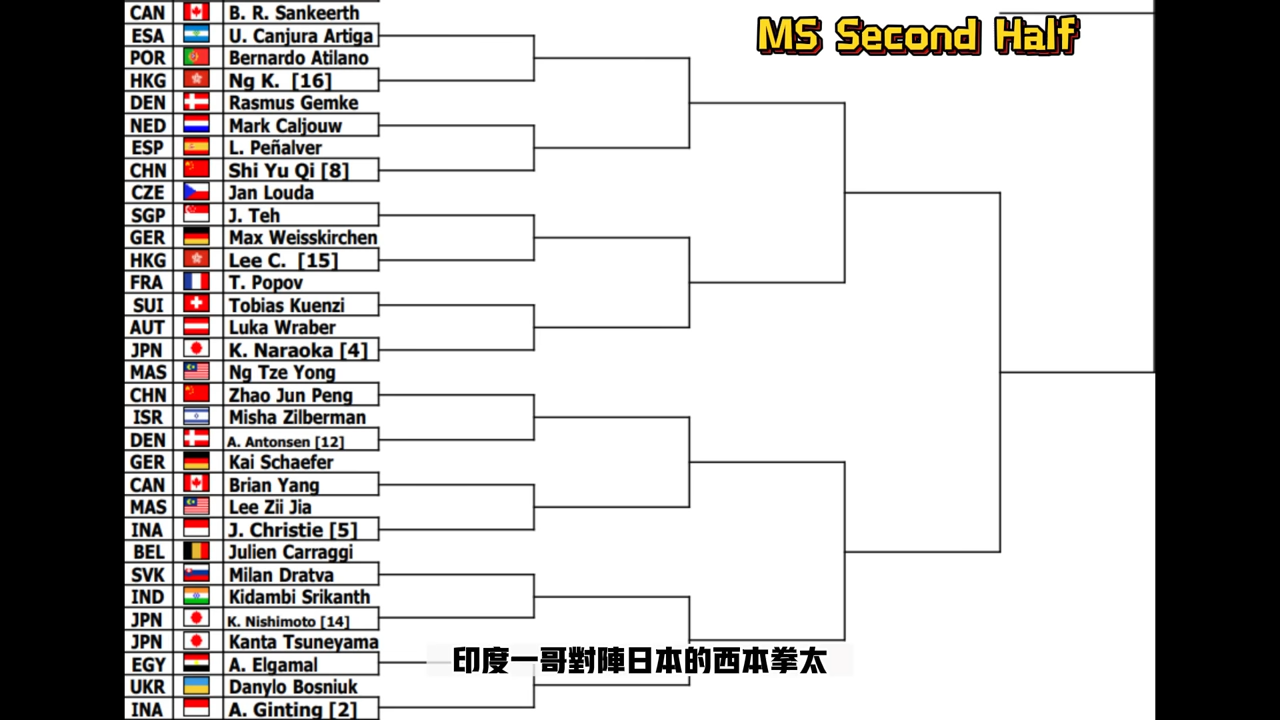 MS Second Half
CAN B. R. Sankeerth
ESA U. Canjura Artiga
POR Bernardo Atilano
HKG Ng K. [16]
DEN Rasmus Gemke
NED Mark Caljouw
ESP L. Peñalver
CHN Shi Yu Qi [8]
CZE Jan Louda
SGP J. Teh
GER Max Weisskirchen
HKG Lee C. [15]
FRA T. Popov
SUI Tobias Kuenzi
AUT Luka Wraber
JPN K. Naraoka [4]
MAS Ng Tze Yong
CHN Zhao Jun Peng
ISR Misha Zilberman
DEN A. Antonsen [12]
GER Kai Schaefer
CAN Brian Yang
MAS Lee Zii Jia
INA J. Christie [5]
BEL Julien Carraggi
SVK Milan Dratva
IND Kidambi Srikanth
JPN K. Nishimoto [14]
JPN Kanta Tsuneyama
EGY A. Elgamal
UKR Danylo Bosniuk
INA A. Ginting [2]
印度一哥對陣日本的西本拳太